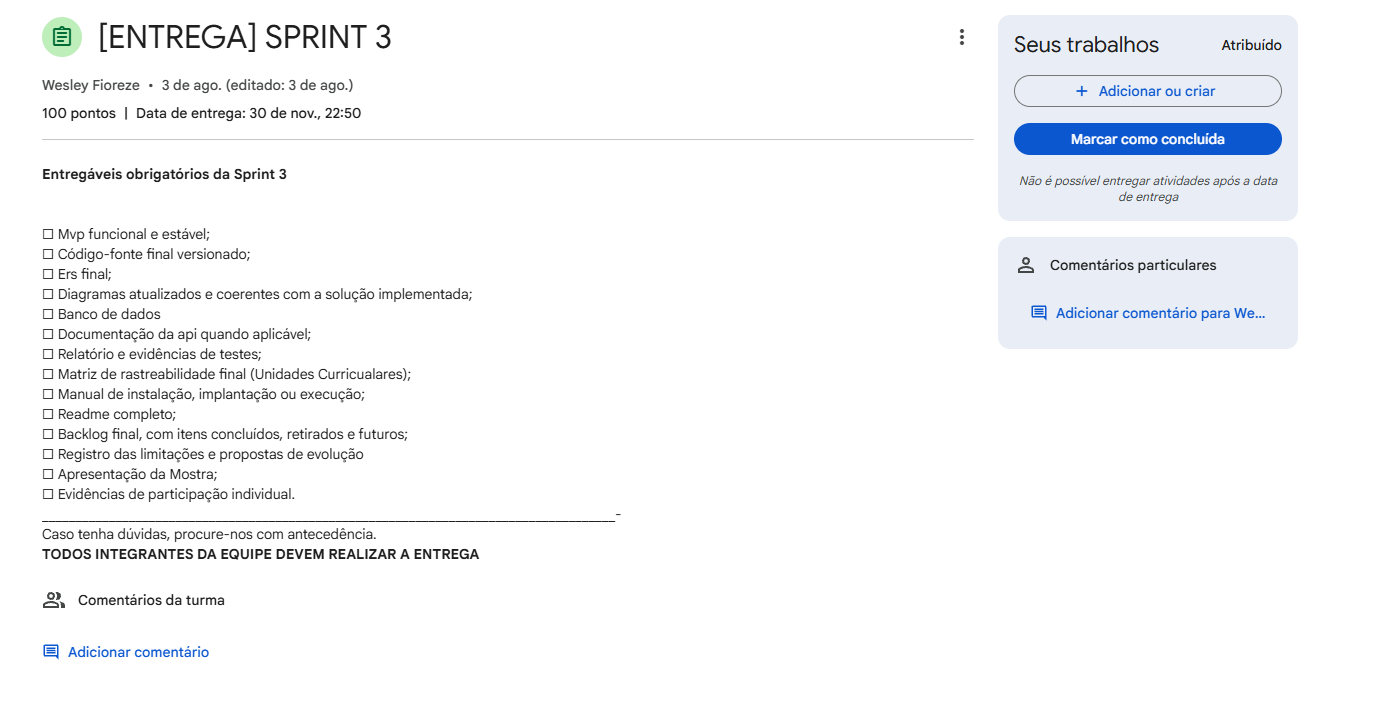 [ENTREGA] SPRINT 3
Wesley Fioreze • 3 de ago. (editado: 3 de ago.)
100 pontos | Data de entrega: 30 de nov., 22:50
Entregáveis obrigatórios da Sprint 3
☐ Mvp funcional e estável;
☐ Código-fonte final versionado;
☐ Ers final;
☐ Diagramas atualizados e coerentes com a solução implementada;
☐ Banco de dados
☐ Documentação da api quando aplicável;
☐ Relatório e evidências de testes;
☐ Matriz de rastreabilidade final (Unidades Curricualares);
☐ Manual de instalação, implantação ou execução;
☐ Readme completo;
☐ Backlog final, com itens concluídos, retirados e futuros;
☐ Registro das limitações e propostas de evolução
☐ Apresentação da Mostra;
☐ Evidências de participação individual.
__________________________________________________________________________________-
Caso tenha dúvidas, procure-nos com antecedência.
TODOS INTEGRANTES DA EQUIPE DEVEM REALIZAR A ENTREGA
Comentários da turma
Adicionar comentário
Seus trabalhos
Atribuído
+ Adicionar ou criar
Marcar como concluída
Não é possível entregar atividades após a data
de entrega
Comentários particulares
Adicionar comentário para We...